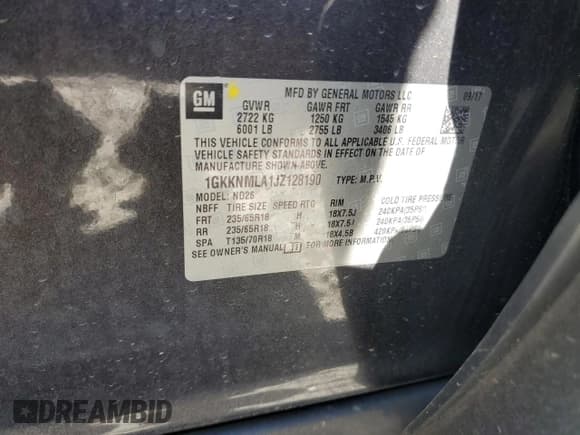 GM
MFD BY GENERAL MOTORS LLC 09/17
GVWR GAWR FRT GAWR RR
2722 KG 1250 KG 1545 KG
6001 LB 2755 LB 3406 LB
THIS VEHICLE CONFORMS TO ALL APPLICABLE U.S. FEDERAL MOTOR
VEHICLE SAFETY AND THEFT PREVENTION STANDARDS IN EFFECT ON THE DATE OF
MANUFACTURE SHOWN ABOVE.
1GKKNMLA1JZ128190 TYPE: M.P.V.
MODEL: ND26
NBFF TIRE SIZE SPEED RTG RIM COLD TIRE PRESSURE
FRT 235/65R18 H 18X7.5J 240KPA(35PSI)
RR 235/65R18 H 18X7.5J 240KPA(35PSI)
SPA T135/70R18 M 18X4.5B
SEE OWNER'S MANUAL FOR MORE INFORMATION.
DREAMBID